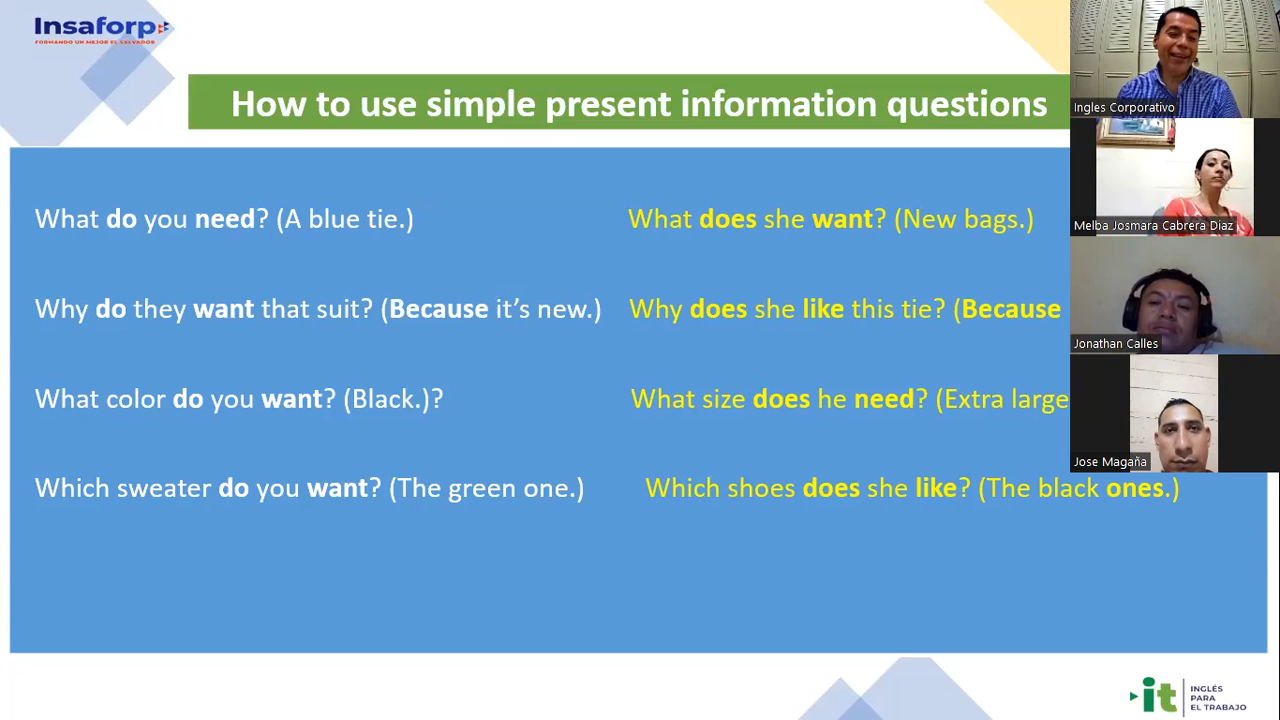 Insaforp
FORMANDO UN MEJOR EL SALVADOR
How to use simple present information questions
What do you need? (A blue tie.)
What does she want? (New bags.)
Why do they want that suit? (Because it’s new.)
Why does she like this tie? (Because
What color do you want? (Black.)?
What size does he need? (Extra large
Which sweater do you want? (The green one.)
Which shoes does she like? (The black ones.)
Ingles Corporativo
Melba Josmara Cabrera Diaz
Jonathan Calles
Jose Magaña
it
INGLÉS
PARA
EL TRABAJO